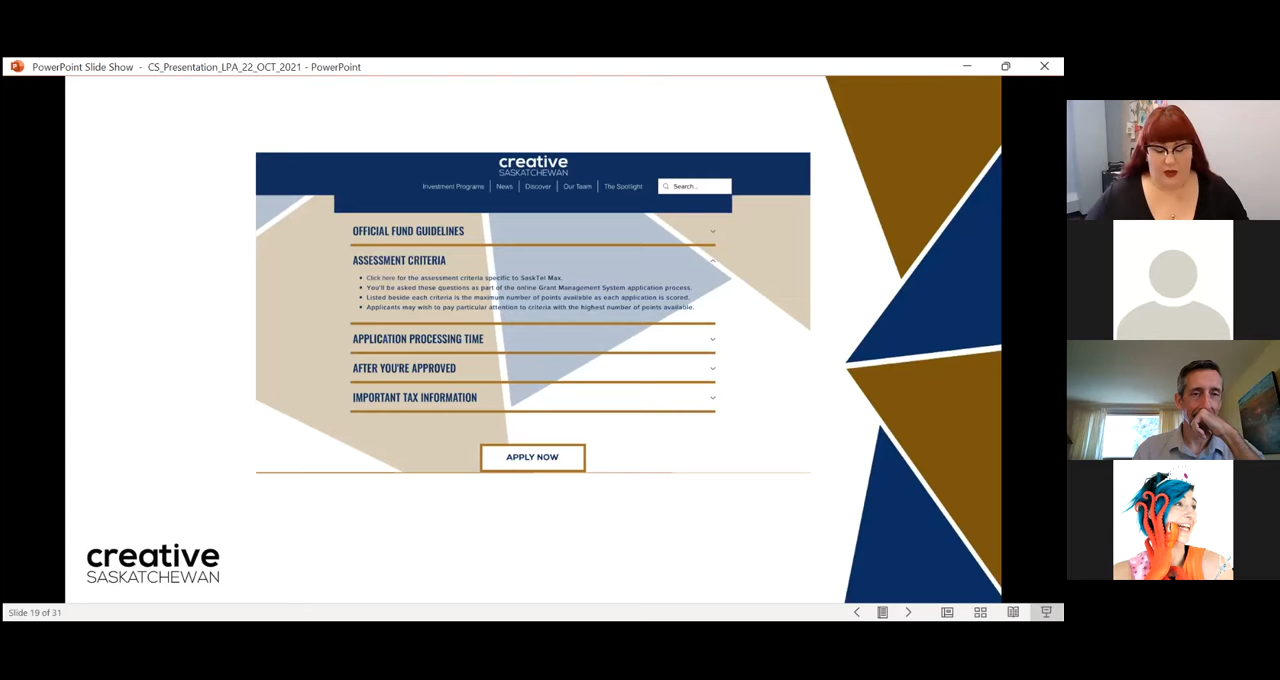 PowerPoint Slide Show - CS_Presentation_LPA_22_OCT_2021 - PowerPoint
creative
SASKATCHEWAN
Investment Programs | News | Discover | Our Team | The Spotlight
Search...
OFFICIAL FUND GUIDELINES
ASSESSMENT CRITERIA
• Click here for the assessment criteria specific to SaskTel Max.
• You'll be asked these questions as part of the online Grant Management System application process.
• Listed beside each criteria is the maximum number of points available as each application is scored.
• Applicants may wish to pay particular attention to criteria with the highest number of points available.
APPLICATION PROCESSING TIME
AFTER YOU'RE APPROVED
IMPORTANT TAX INFORMATION
APPLY NOW
creative
SASKATCHEWAN
Slide 19 of 31